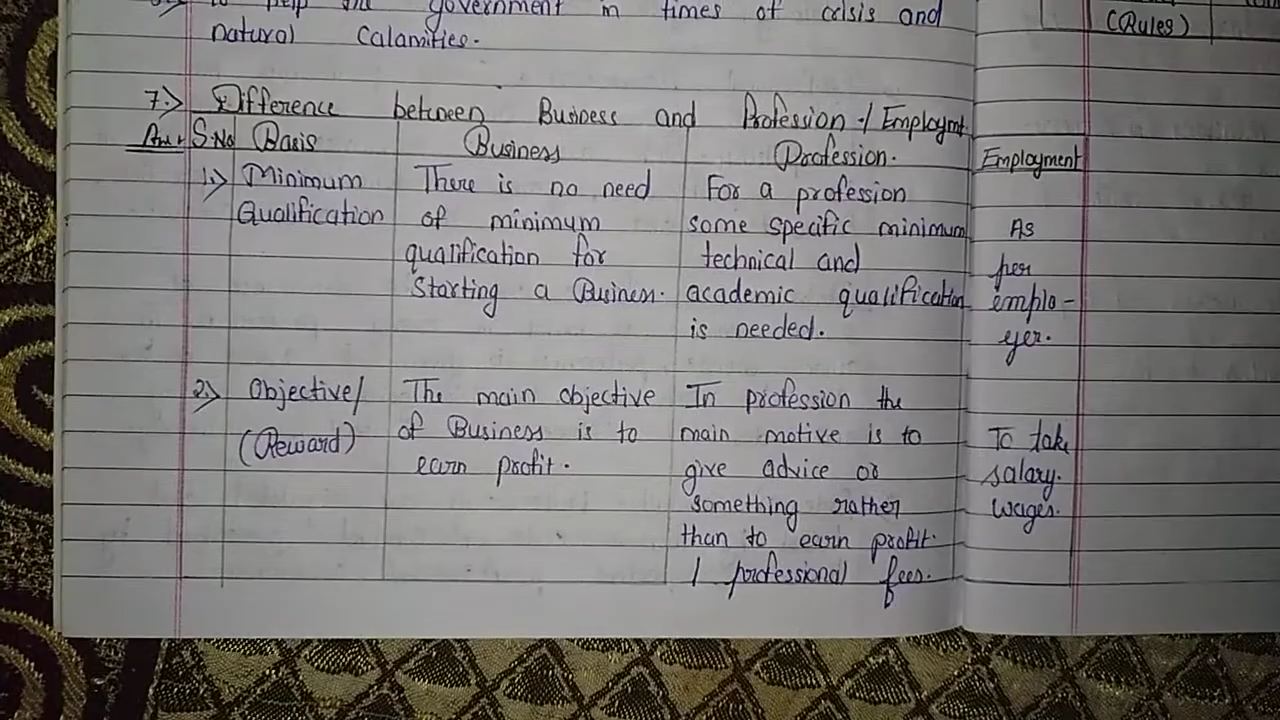 help the government in times of crisis and
natural Calamities.
(Rules)
7.> Difference between Business and Profession / Employmt.
Ans. S.No Basis Business Profession. Employment
1.> Minimum Qualification
There is no need
of minimum
quanfication for
Starting a Business.
For a profession
some specific minimum
technical and
academic qualification
is needed.
As
per
emplo-
yer.
2.> Objective/
(Reward)
The main objective
of Business is to
earn profit.
In profession the
main motive is to
give advice or
something rather
than to earn profit.
/ professional fees.
To take
salary.
wages.